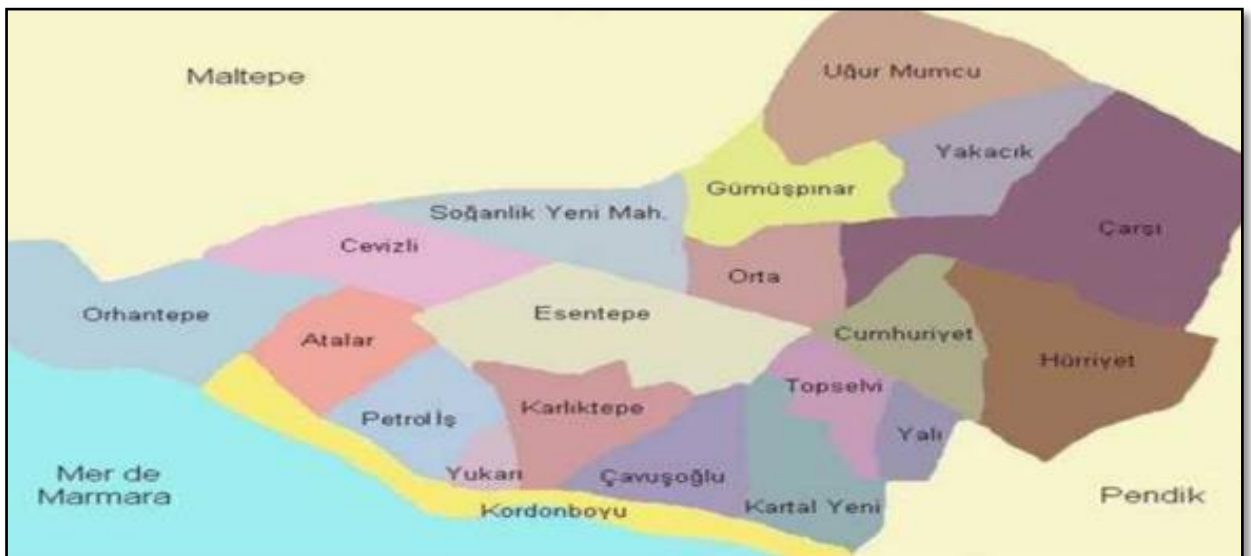 Uğur Mumcu
Maltepe
Yakacık
Gümüşpınar
Soğanlik Yeni Mah.
Çarşı
Cevizli
Orta
Orhantepe
Esentepe
Atalar
Cumhuriyet
Hürriyet
Topselvi
Karlıktepe
Petrol İş
Yalı
Yukarı
Çavuşoğlu
Mer de
Marmara
Kartal Yeni
Pendik
Kordonboyu